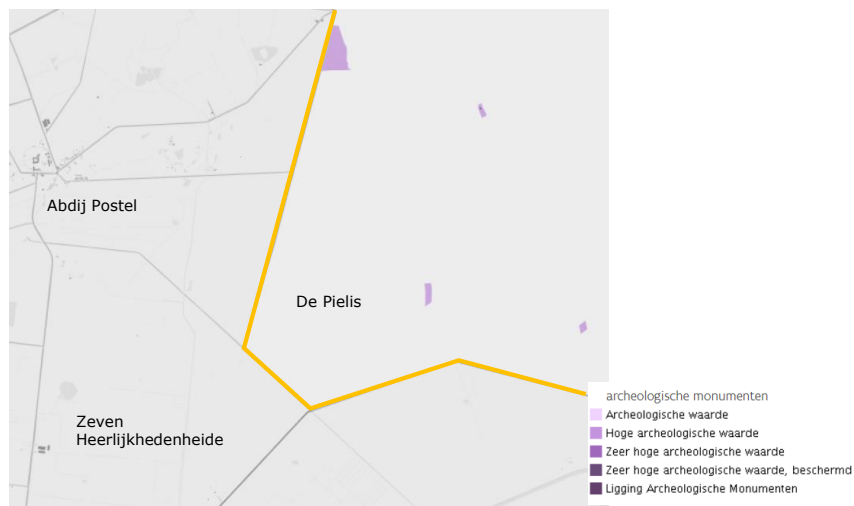 Abdij Postel
De Pielis
Zeven
Heerlijkhedenheide
archeologische monumenten
Archeologische waarde
Hoge archeologische waarde
Zeer hoge archeologische waarde
Zeer hoge archeologische waarde, beschermd
Ligging Archeologische Monumenten